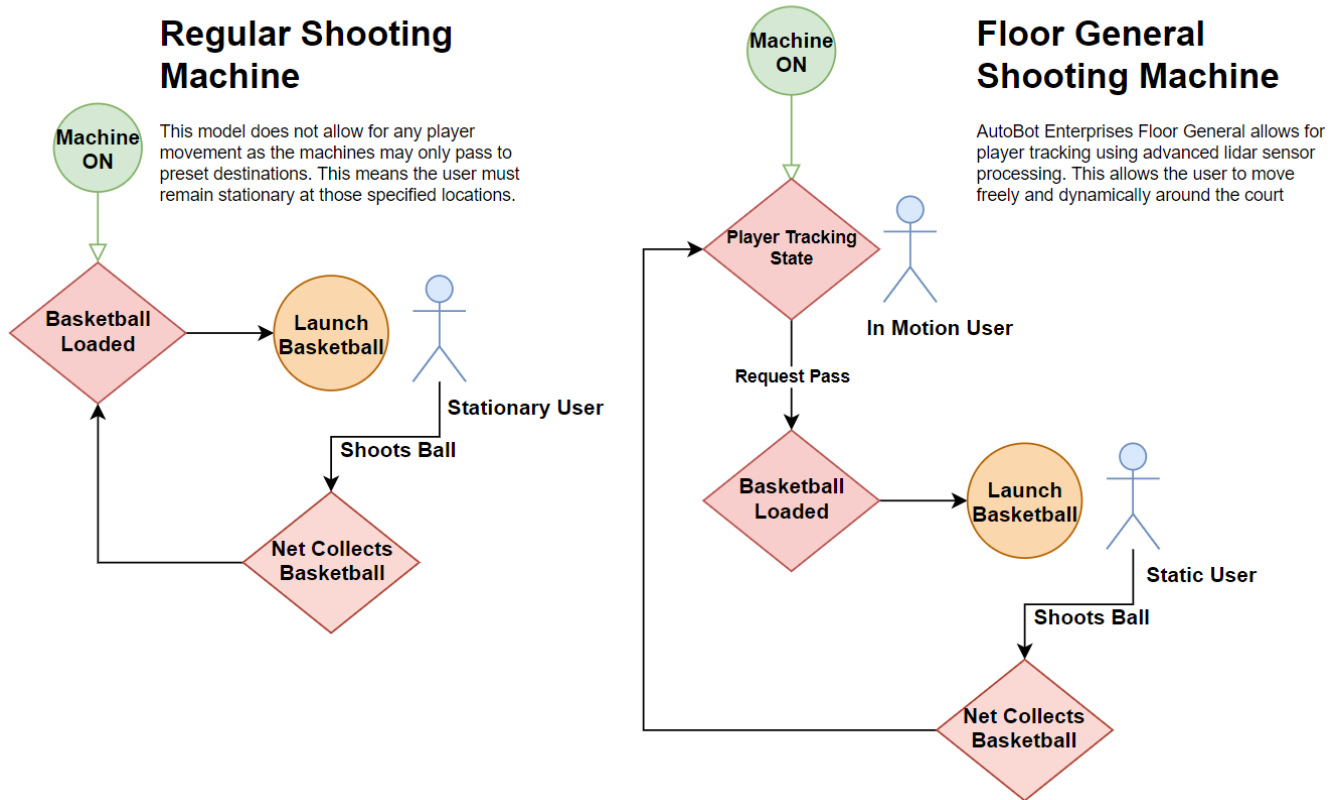 Regular Shooting
Machine
This model does not allow for any player
movement as the machines may only pass to
preset destinations. This means the user must
remain stationary at those specified locations.
Machine
ON
Basketball
Loaded
Launch
Basketball
Stationary User
Shoots Ball
Net Collects
Basketball
Floor General
Shooting Machine
AutoBot Enterprises Floor General allows for
player tracking using advanced lidar sensor
processing. This allows the user to move
freely and dynamically around the court
Machine
ON
Player Tracking
State
In Motion User
Request Pass
Basketball
Loaded
Launch
Basketball
Static User
Shoots Ball
Net Collects
Basketball